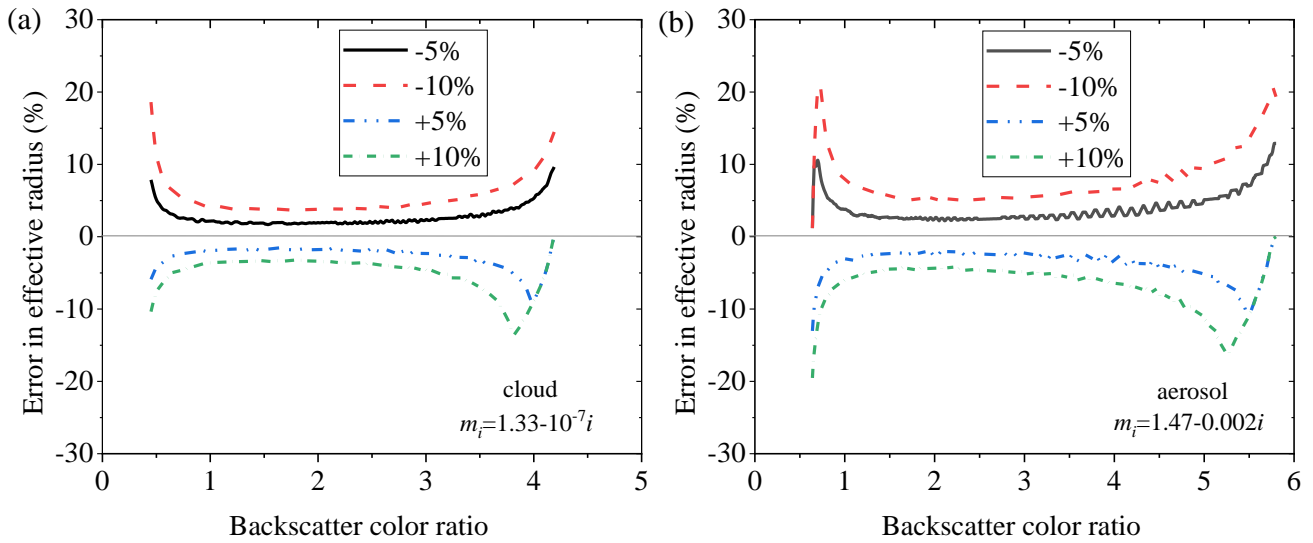 (a)
30
20
10
0
-10
-20
-30
Error in effective radius (%)
-5%
-10%
+5%
+10%
cloud
mᵢ=1.33-10⁻⁷i
0 1 2 3 4 5
Backscatter color ratio
(b)
30
20
10
0
-10
-20
-30
Error in effective radius (%)
-5%
-10%
+5%
+10%
aerosol
mᵢ=1.47-0.002i
0 1 2 3 4 5 6
Backscatter color ratio